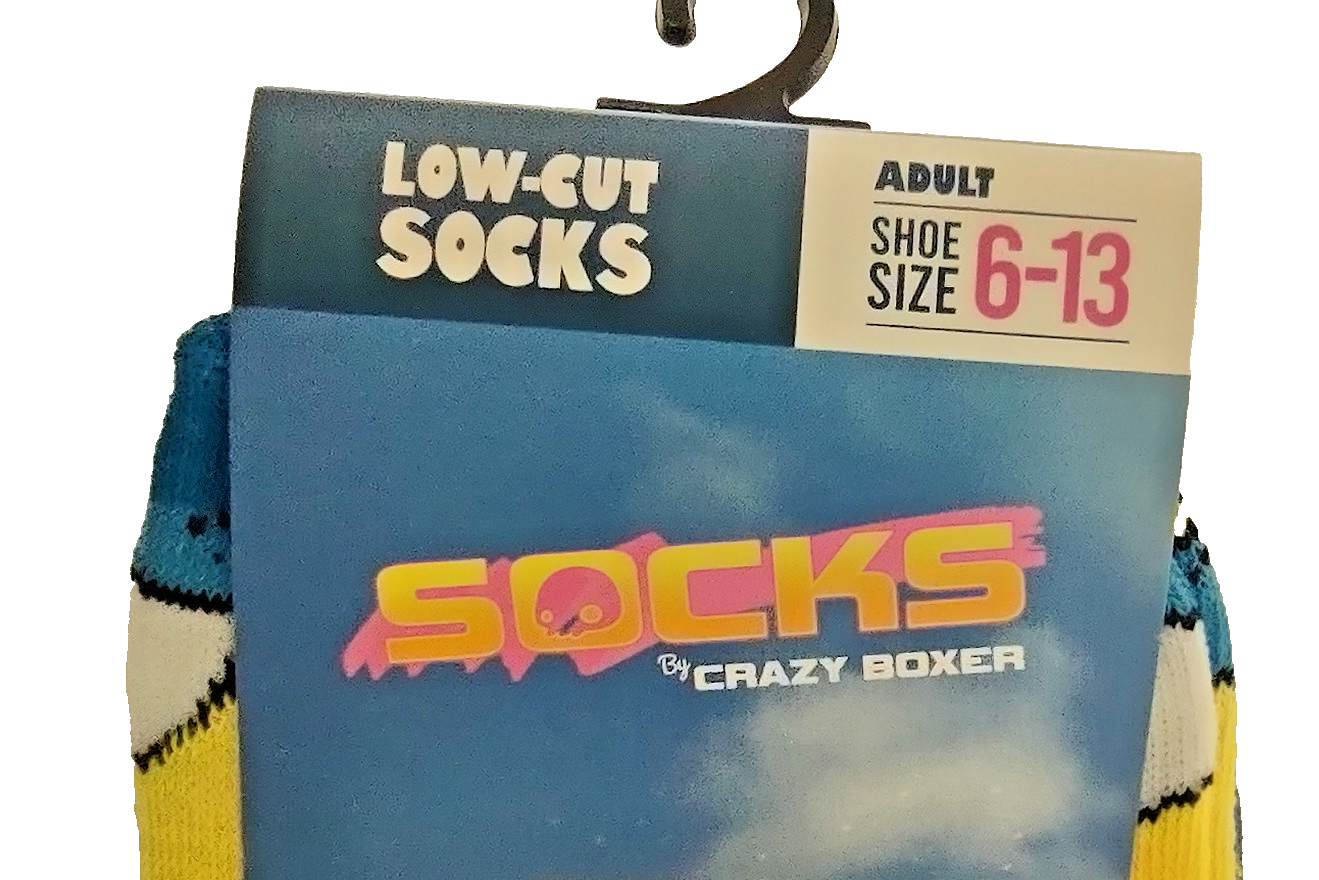 LOW-CUT
SOCKS
ADULT
SHOE
SIZE 6-13
SOCKS
By CRAZY BOXER